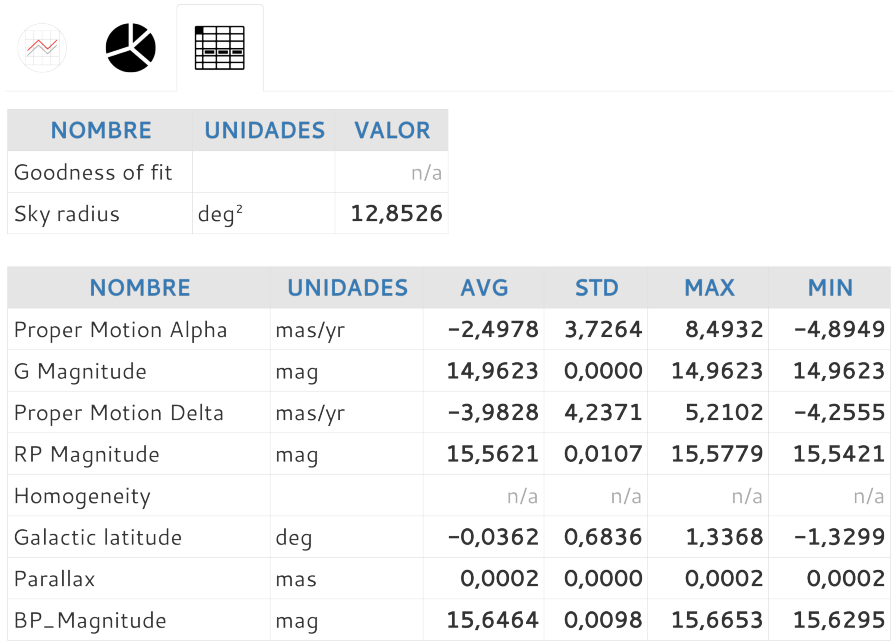 NOMBRE UNIDADES VALOR
Goodness of fit n/a
Sky radius deg² 12,8526
NOMBRE UNIDADES AVG STD MAX MIN
Proper Motion Alpha mas/yr -2,4978 3,7264 8,4932 -4,8949
G Magnitude mag 14,9623 0,0000 14,9623 14,9623
Proper Motion Delta mas/yr -3,9828 4,2371 5,2102 -4,2555
RP Magnitude mag 15,5621 0,0107 15,5779 15,5421
Homogeneity n/a n/a n/a n/a
Galactic latitude deg -0,0362 0,6836 1,3368 -1,3299
Parallax mas 0,0002 0,0000 0,0002 0,0002
BP_Magnitude mag 15,6464 0,0098 15,6653 15,6295